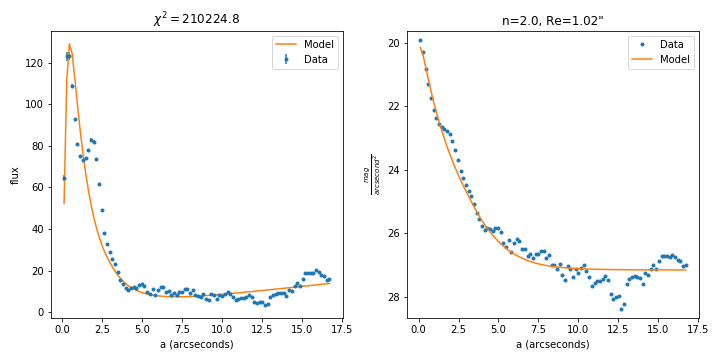 χ² = 210224.8
Model
Data
flux
120
100
80
60
40
20
0
0.0 2.5 5.0 7.5 10.0 12.5 15.0 17.5
a (arcseconds)
n=2.0, Re=1.02"
Data
Model
mag
arcsecond²
20
22
24
26
28
0.0 2.5 5.0 7.5 10.0 12.5 15.0 17.5
a (arcseconds)